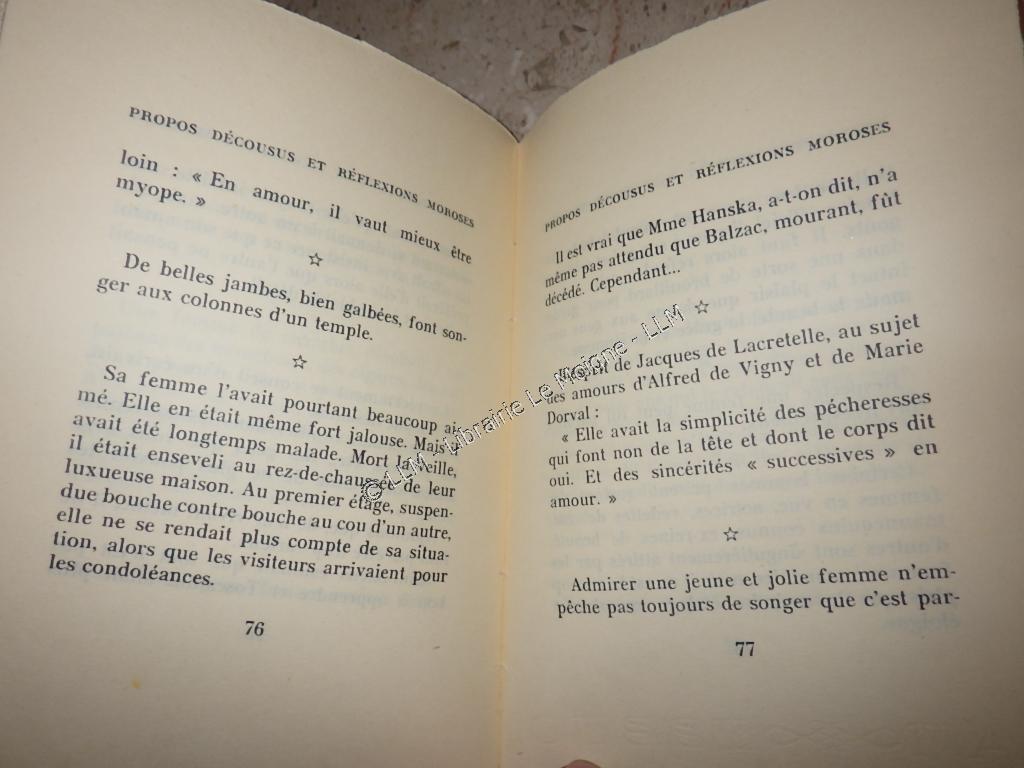 PROPOS DÉCOUSUS ET RÉFLEXIONS MOROSES
loin : « En amour, il vaut mieux être
myope. »
☆
De belles jambes, bien galbées, font son-
ger aux colonnes d'un temple.
☆
Sa femme l'avait pourtant beaucoup ai-
mé. Elle en était même fort jalouse. Mais il
avait été longtemps malade. Mort la veille,
il était enseveli au rez-de-chaussée de leur
luxueuse maison. Au premier étage, suspen-
due bouche contre bouche au cou d'un autre,
elle ne se rendait plus compte de sa situa-
tion, alors que les visiteurs arrivaient pour
les condoléances.
76
PROPOS DÉCOUSUS ET RÉFLEXIONS MOROSES
Il est vrai que Mme Hanska, a-t-on dit, n'a
même pas attendu que Balzac, mourant, fût
décédé. Cependant...
☆
de Jacques de Lacretelle, au sujet
des amours d'Alfred de Vigny et de Marie
Dorval :
« Elle avait la simplicité des pécheresses
qui font non de la tête et dont le corps dit
oui. Et des sincérités « successives » en
amour. »
☆
Admirer une jeune et jolie femme n'em-
pêche pas toujours de songer que c'est par-
77
© LLM - Librairie Le Moigne - LLM